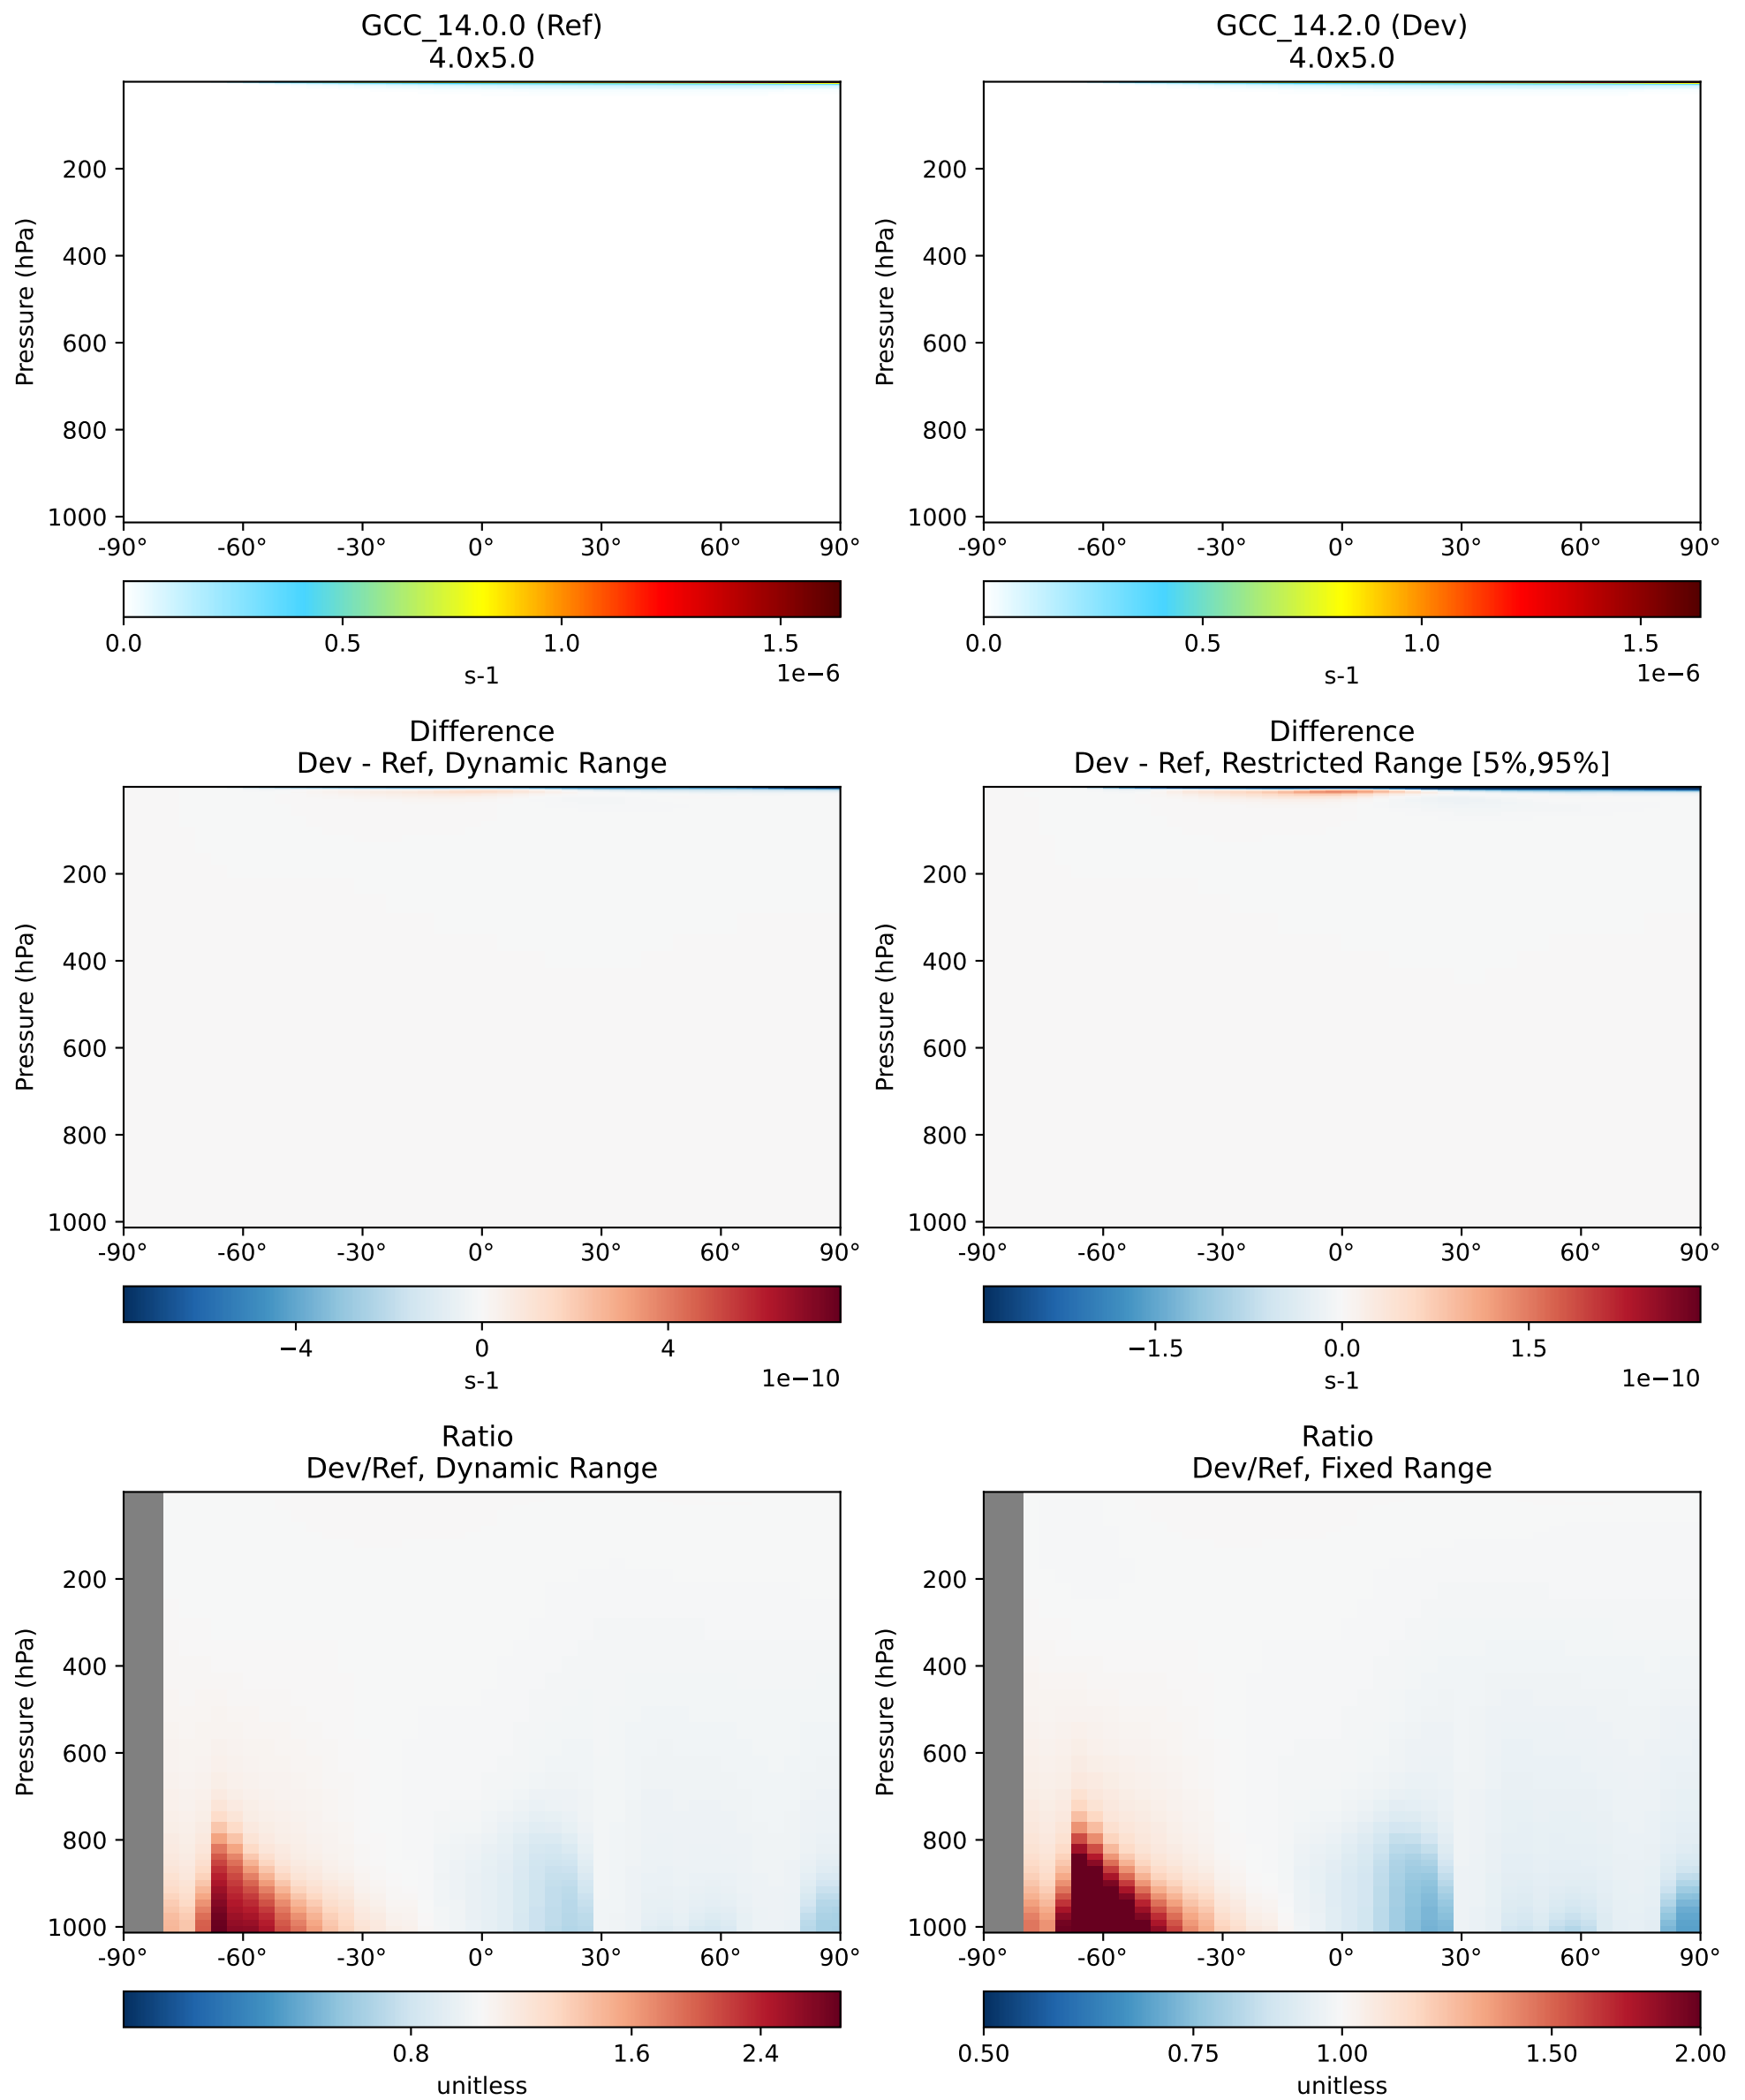 GCC_14.0.0 (Ref)
4.0x5.0
Pressure (hPa)
200
400
600
800
1000
-90° -60° -30° 0° 30° 60° 90°
0.0 0.5 1.0 1.5
s-1
1e−6
GCC_14.2.0 (Dev)
4.0x5.0
Pressure (hPa)
200
400
600
800
1000
-90° -60° -30° 0° 30° 60° 90°
0.0 0.5 1.0 1.5
s-1
1e−6
Difference
Dev - Ref, Dynamic Range
Pressure (hPa)
200
400
600
800
1000
-90° -60° -30° 0° 30° 60° 90°
−4 0 4
s-1
1e−10
Difference
Dev - Ref, Restricted Range [5%,95%]
Pressure (hPa)
200
400
600
800
1000
-90° -60° -30° 0° 30° 60° 90°
−1.5 0.0 1.5
s-1
1e−10
Ratio
Dev/Ref, Dynamic Range
Pressure (hPa)
200
400
600
800
1000
-90° -60° -30° 0° 30° 60° 90°
0.8 1.6 2.4
unitless
Ratio
Dev/Ref, Fixed Range
Pressure (hPa)
200
400
600
800
1000
-90° -60° -30° 0° 30° 60° 90°
0.50 0.75 1.00 1.50 2.00
unitless